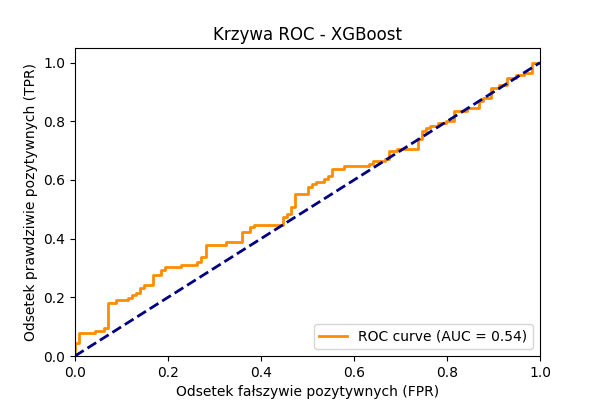 Krzywa ROC - XGBoost
Odsetek prawdziwie pozytywnych (TPR)
1.0
0.8
0.6
0.4
0.2
0.0
ROC curve (AUC = 0.54)
0.0 0.2 0.4 0.6 0.8 1.0
Odsetek fałszywie pozytywnych (FPR)